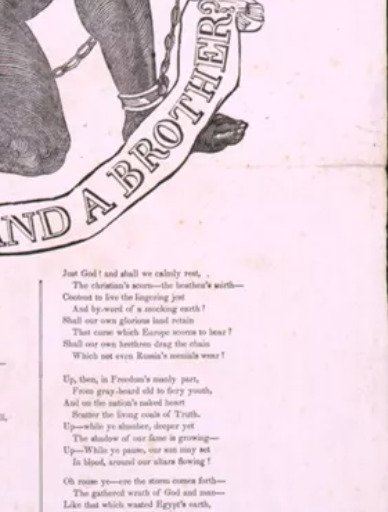 AND A BROTHER?
Just God! and shall we calmly rest,
The christian's scorn—the heathen's mirth—
Content to live the lingering jest
And by-word of a mocking earth?
Shall our own glorious land retain
That curse which Europe scorns to bear?
Shall our own brethren drag the chain
Which not even Russia's menials wear?
Up, then, in Freedom's manly part,
From gray-beard eld to fiery youth,
And on the nation's naked heart
Scatter the living coals of Truth.
Up—while ye slumber, deeper yet
The shadow of our fame is growing—
Up—While ye pause, our sun may set
In blood, around our altars flowing!
Oh rouse ye—ere the storm comes forth—
The gathered wrath of God and man—
Like that which wasted Egypt's earth,